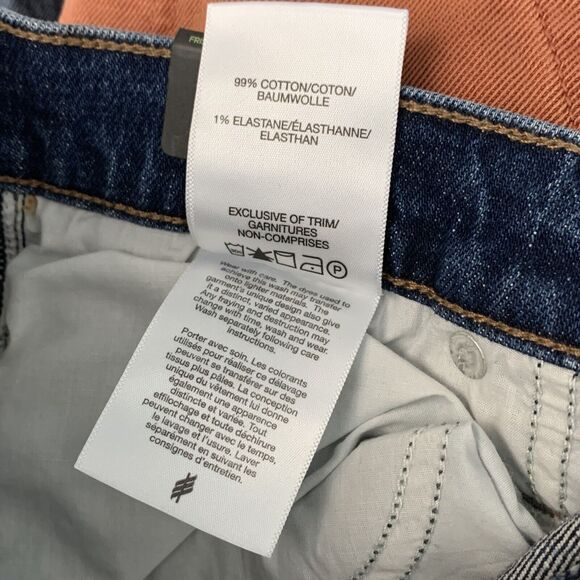 FRE
99% COTTON/COTON/
BAUMWOLLE
1% ELASTANE/ÉLASTHANNE/
ELASTHAN
EXCLUSIVE OF TRIM/
GARNITURES
NON-COMPRISES
P
Wear with care. The dyes used to
achieve this wash may transfer
onto lighter materials. The
garment's unique design also give
it a distinct, varied appearance.
Any fraying and destruction may
change with time, wash and wear.
Wash separately following care
instructions.
Porter avec soin. Les colorants
utilisés pour réaliser ce délavage
peuvent se transférer sur des
tissus plus pâles. La conception
unique du vêtement lui donne
également une apparence
distincte et variée. Tout
effilochage et toute déchirure
peuvent changer avec le temps,
le lavage et l'usure. Laver
séparément en suivant les
consignes d'entretien.